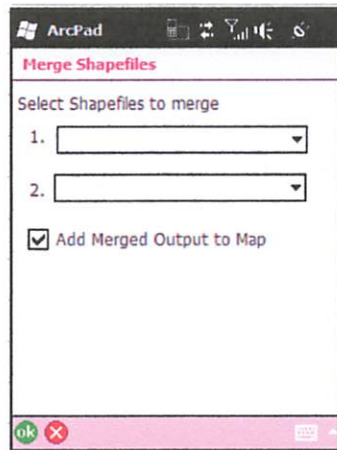 ArcPad
Merge Shapefiles
Select Shapefiles to merge
1.
2.
Add Merged Output to Map
ok